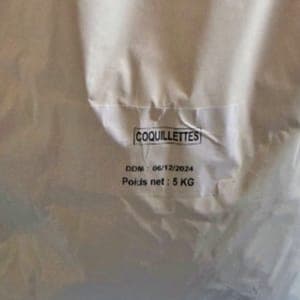 COQUILLETTES
DDM : 06/12/2024
Poids net : 5 KG